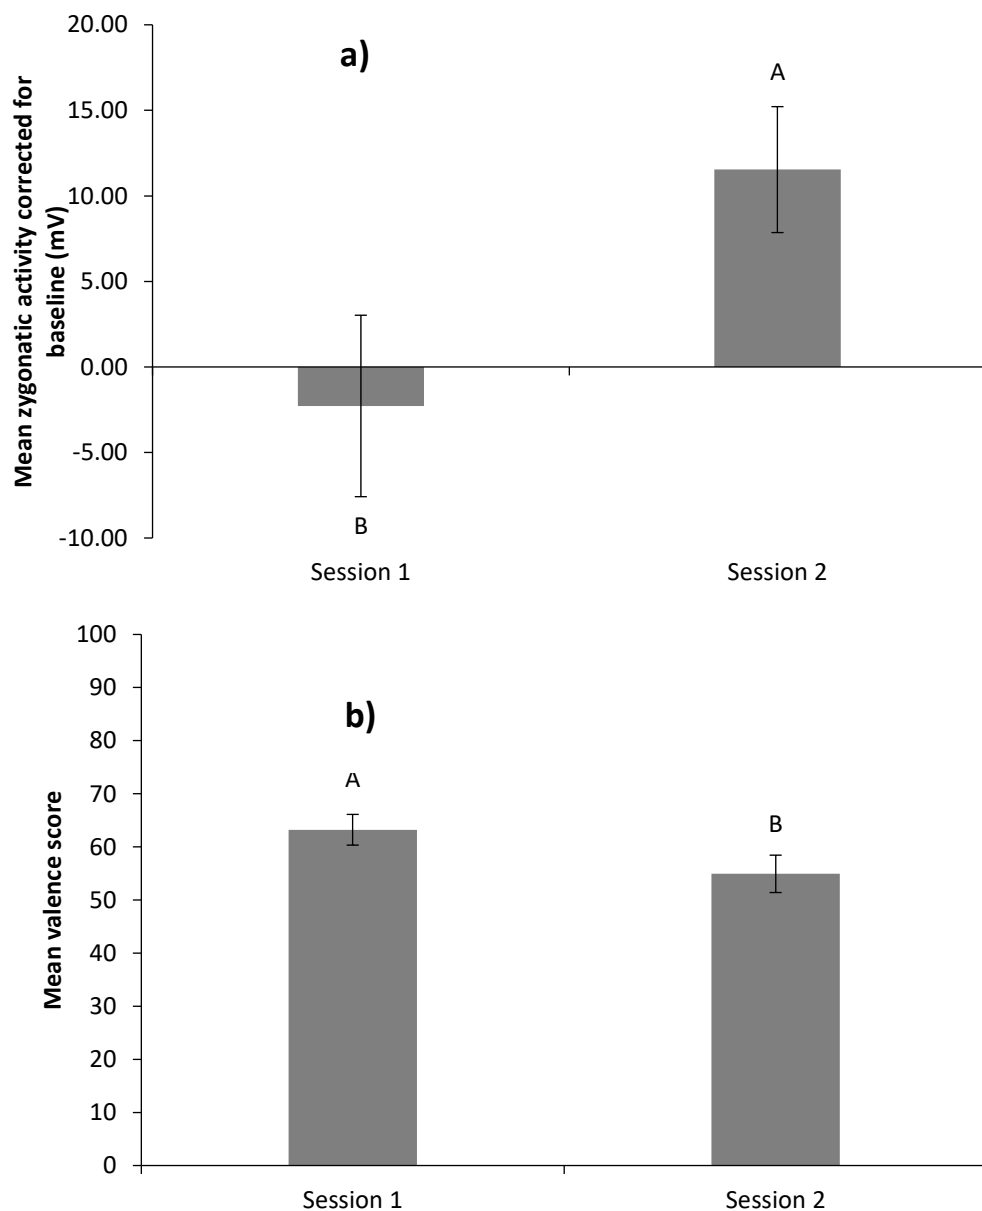 20.00
15.00
10.00
5.00
0.00
-5.00
-10.00
Mean zygonatic activity corrected for
baseline (mV)
a)
A
B
Session 1
Session 2
100
90
80
70
60
50
40
30
20
10
0
Mean valence score
b)
A
B
Session 1
Session 2